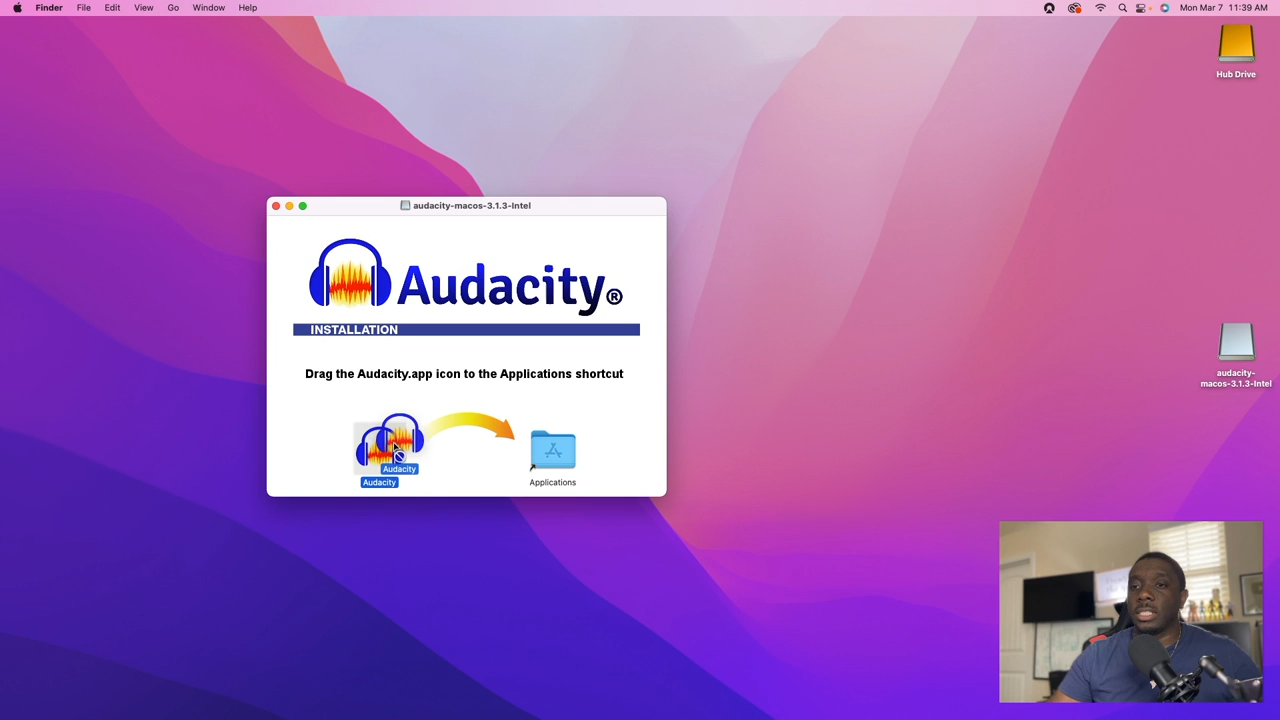 Finder File Edit View Go Window Help Mon Mar 7 11:39 AM
Hub Drive
audacity-macos-3.1.3-Intel
Audacity®
INSTALLATION
Drag the Audacity.app icon to the Applications shortcut
audacity-
macos-3.1.3-Intel
Audacity
Audacity
Applications